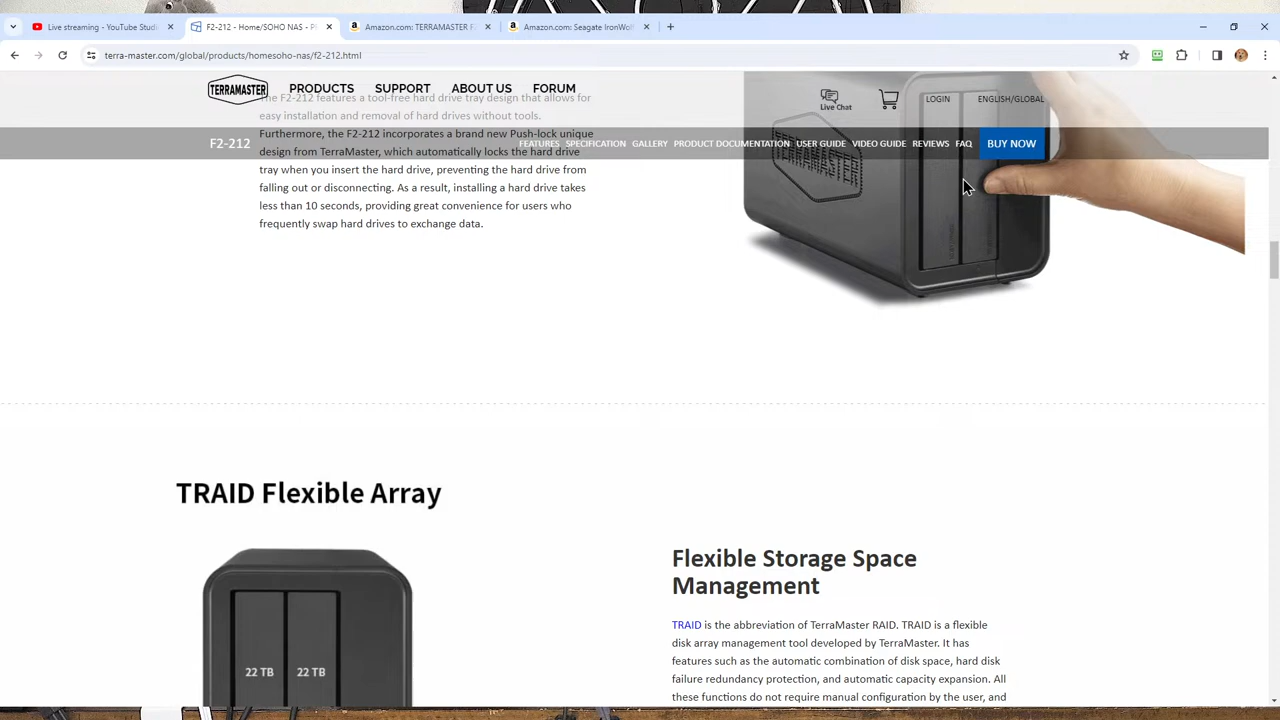 Live streaming - YouTube Studi
F2-212 - Home/SOHO NAS - P
Amazon.com: TERRAMASTER F
Amazon.com: Seagate IronWolf
terra-master.com/global/products/homesoho-nas/f2-212.html
TERRAMASTER
PRODUCTS
SUPPORT
ABOUT US
FORUM
Live Chat
LOGIN
ENGLISH/GLOBAL
The F2-212 features a tool-free hard drive tray design that allows for
easy installation and removal of hard drives without tools.
Furthermore, the F2-212 incorporates a brand new Push-lock unique
design from TerraMaster, which automatically locks the hard drive
tray when you insert the hard drive, preventing the hard drive from
falling out or disconnecting. As a result, installing a hard drive takes
less than 10 seconds, providing great convenience for users who
frequently swap hard drives to exchange data.
F2-212
FEATURES
SPECIFICATION
GALLERY
PRODUCT DOCUMENTATION
USER GUIDE
VIDEO GUIDE
REVIEWS
FAQ
BUY NOW
TERRAMASTER
TRAID Flexible Array
22 TB
22 TB
Flexible Storage Space
Management
TRAID is the abbreviation of TerraMaster RAID. TRAID is a flexible
disk array management tool developed by TerraMaster. It has
features such as the automatic combination of disk space, hard disk
failure redundancy protection, and automatic capacity expansion. All
these functions do not require manual configuration by the user, and